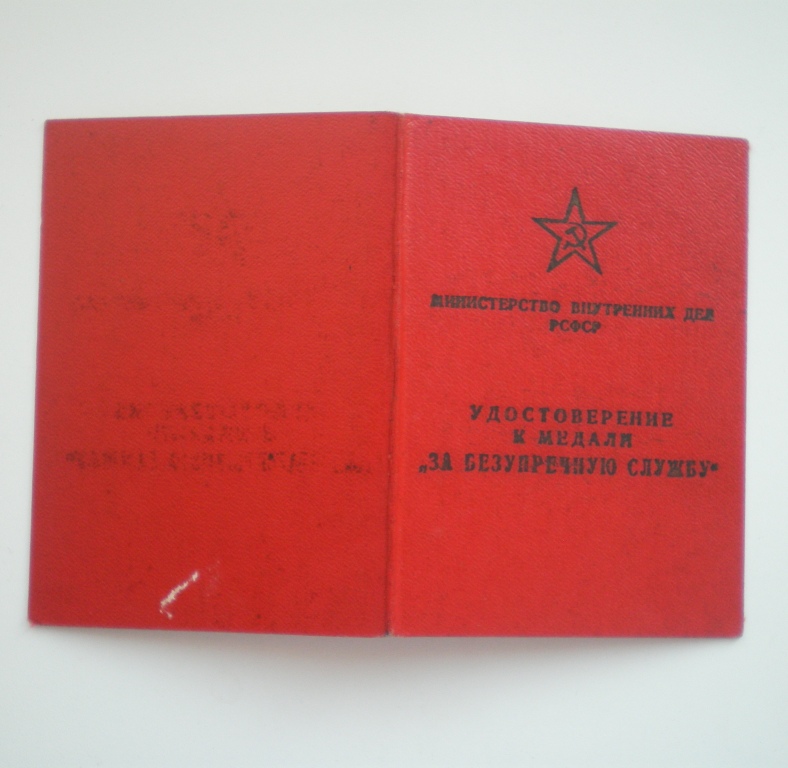 МИНИСТЕРСТВО ВНУТРЕННИХ ДЕЛ
РСФСР
УДОСТОВЕРЕНИЕ
К МЕДАЛИ
„ЗА БЕЗУПРЕЧНУЮ СЛУЖБУ“